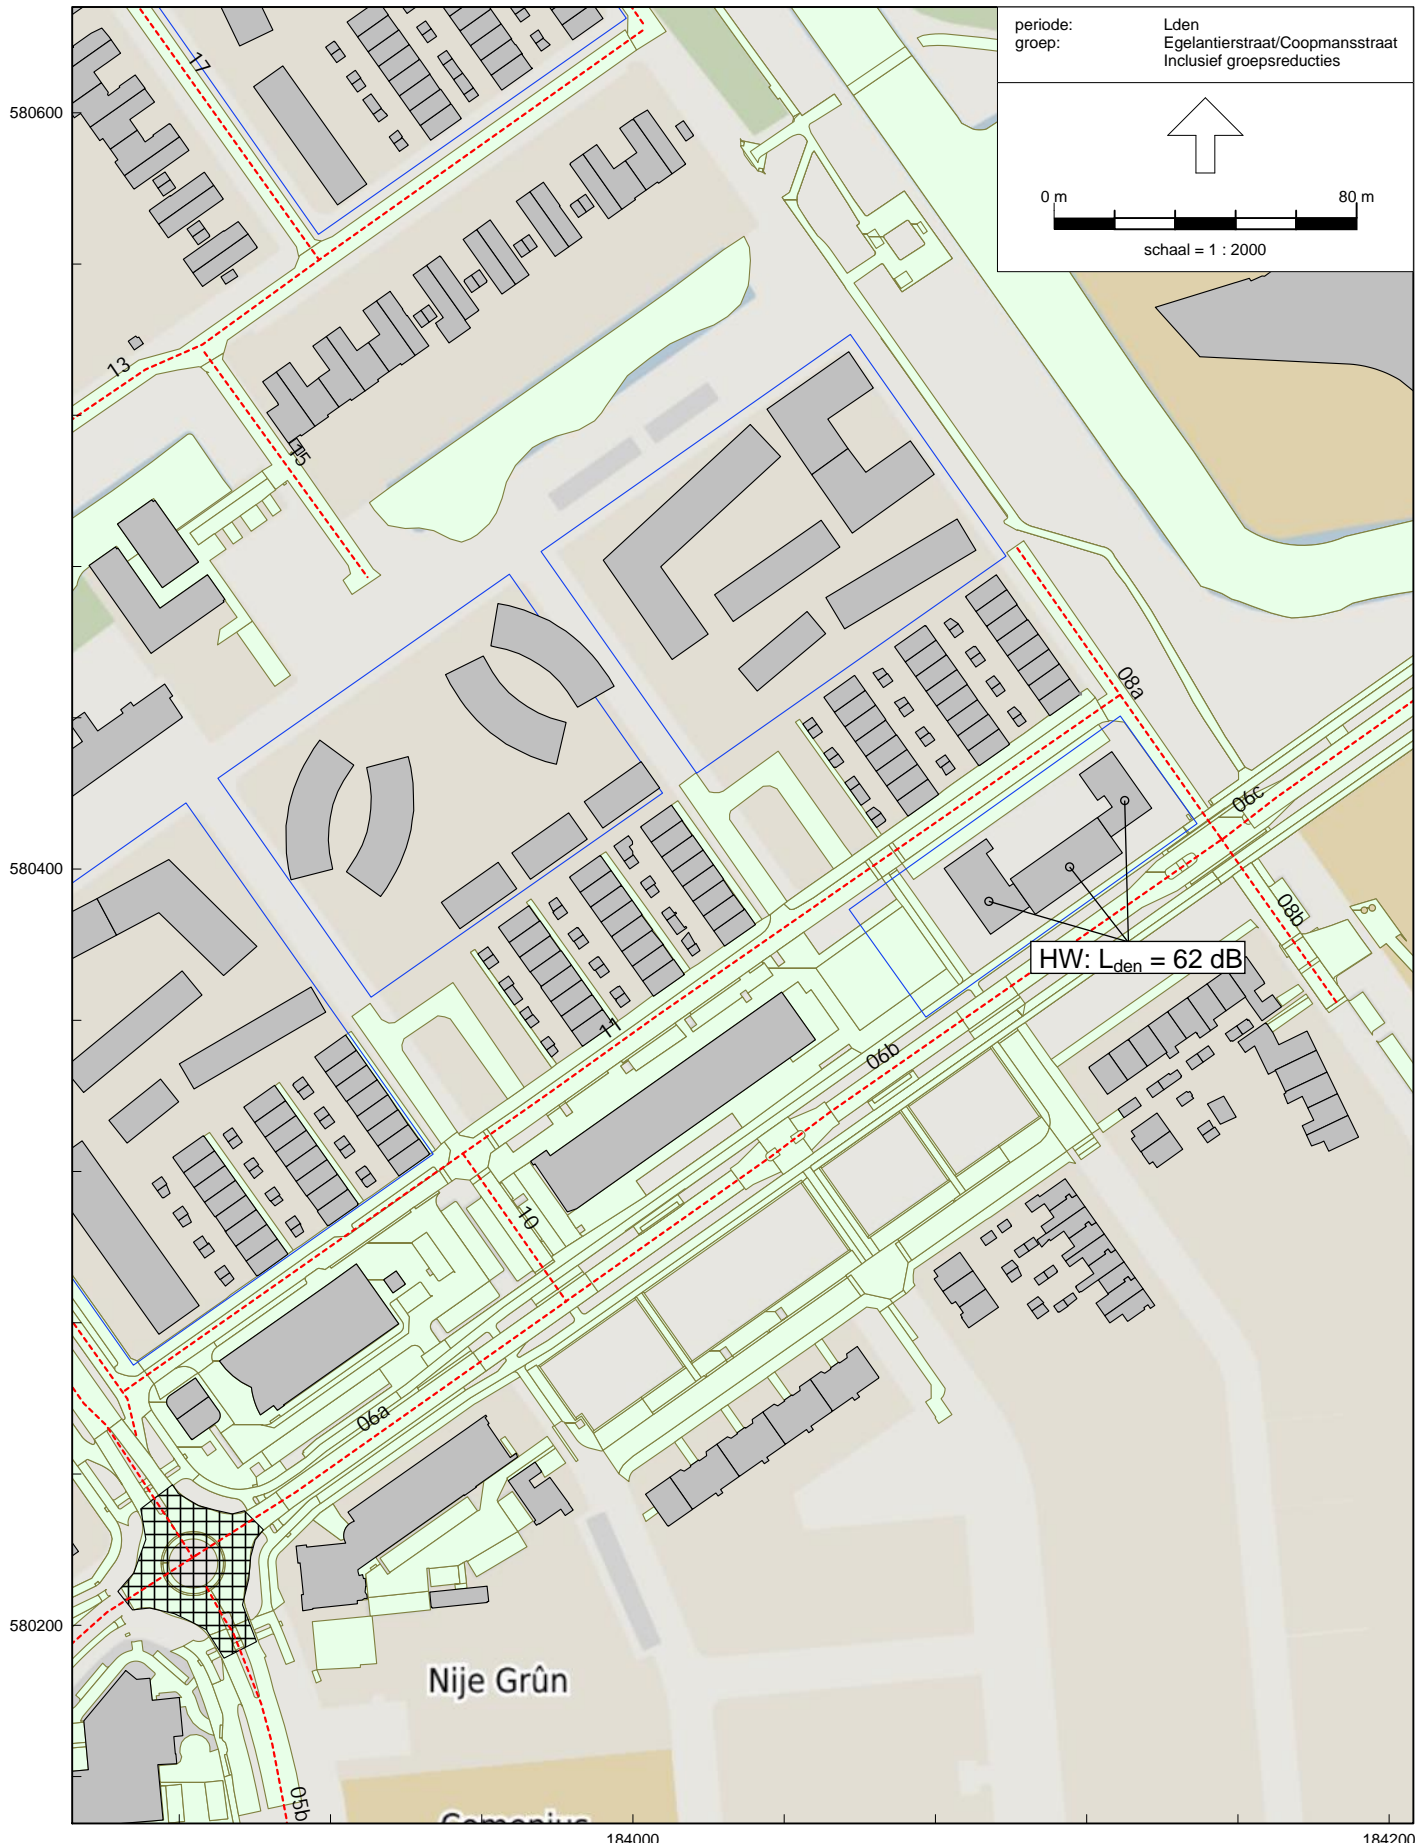 periode: Lden
groep: Egelantierstraat/Coopmansstraat
Inclusief groepsreducties
0 m 80 m
schaal = 1 : 2000
17
580600
13
15
08a
06c
580400
08b
HW: Lden = 62 dB
11
06b
10
06a
580200
Nije Grûn
05b
Comenius
184000
184200